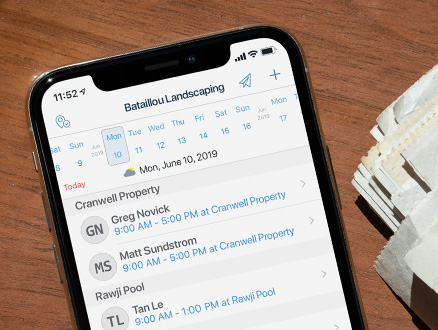 11:52
Bataillou Landscaping
Sat Sun Jun 2019 Mon Tue Wed Thu Fri Sat Sun Jun 2019 Mon T
8 9 10 11 12 13 14 15 16 17
Today
Mon, June 10, 2019
Cranwell Property
GN
Greg Novick
9:00 AM - 5:00 PM at Cranwell Property
MS
Matt Sundstrom
9:00 AM - 5:00 PM at Cranwell Property
Rawji Pool
TL
Tan Le
9:00 AM - 1:00 PM at Rawji Pool